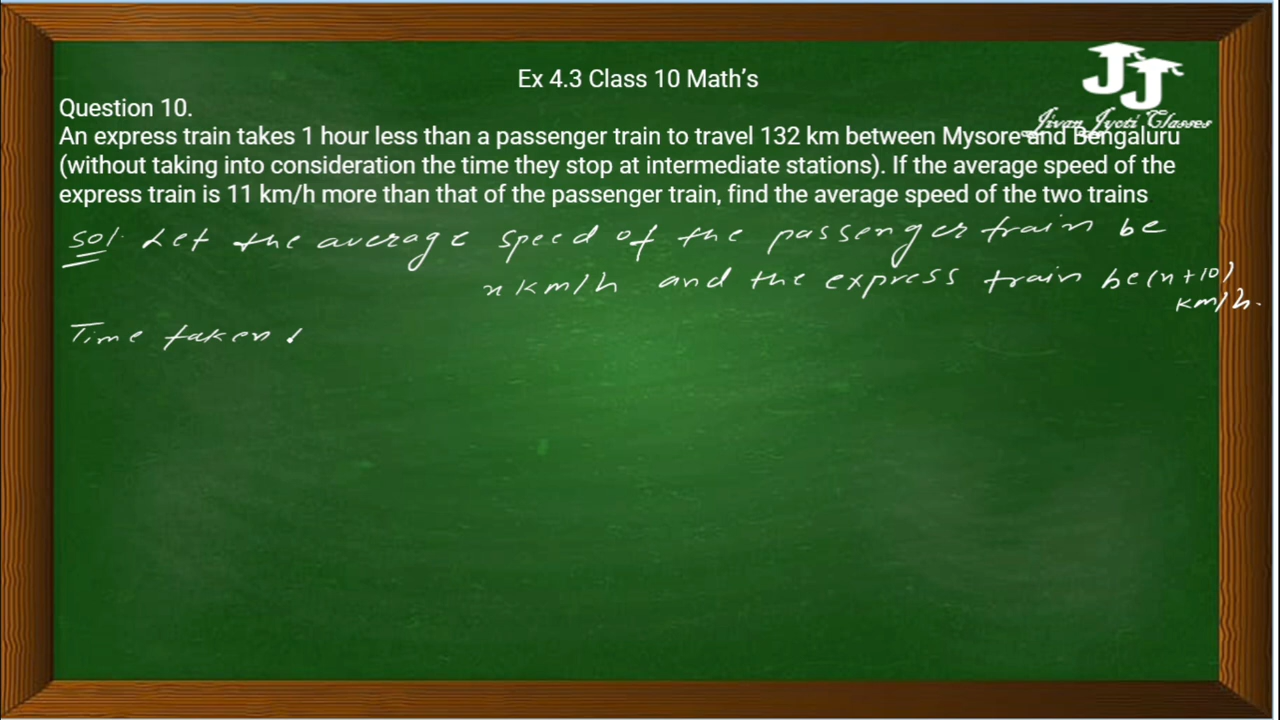 Ex 4.3 Class 10 Math’s
JJ
Jivan Jyoti Classes
Question 10.
An express train takes 1 hour less than a passenger train to travel 132 km between Mysore and Bengaluru
(without taking into consideration the time they stop at intermediate stations). If the average speed of the
express train is 11 km/h more than that of the passenger train, find the average speed of the two trains
Sol. Let the average speed of the passenger train be
x km/h and the express train be (x+10)
km/h.
Time taken